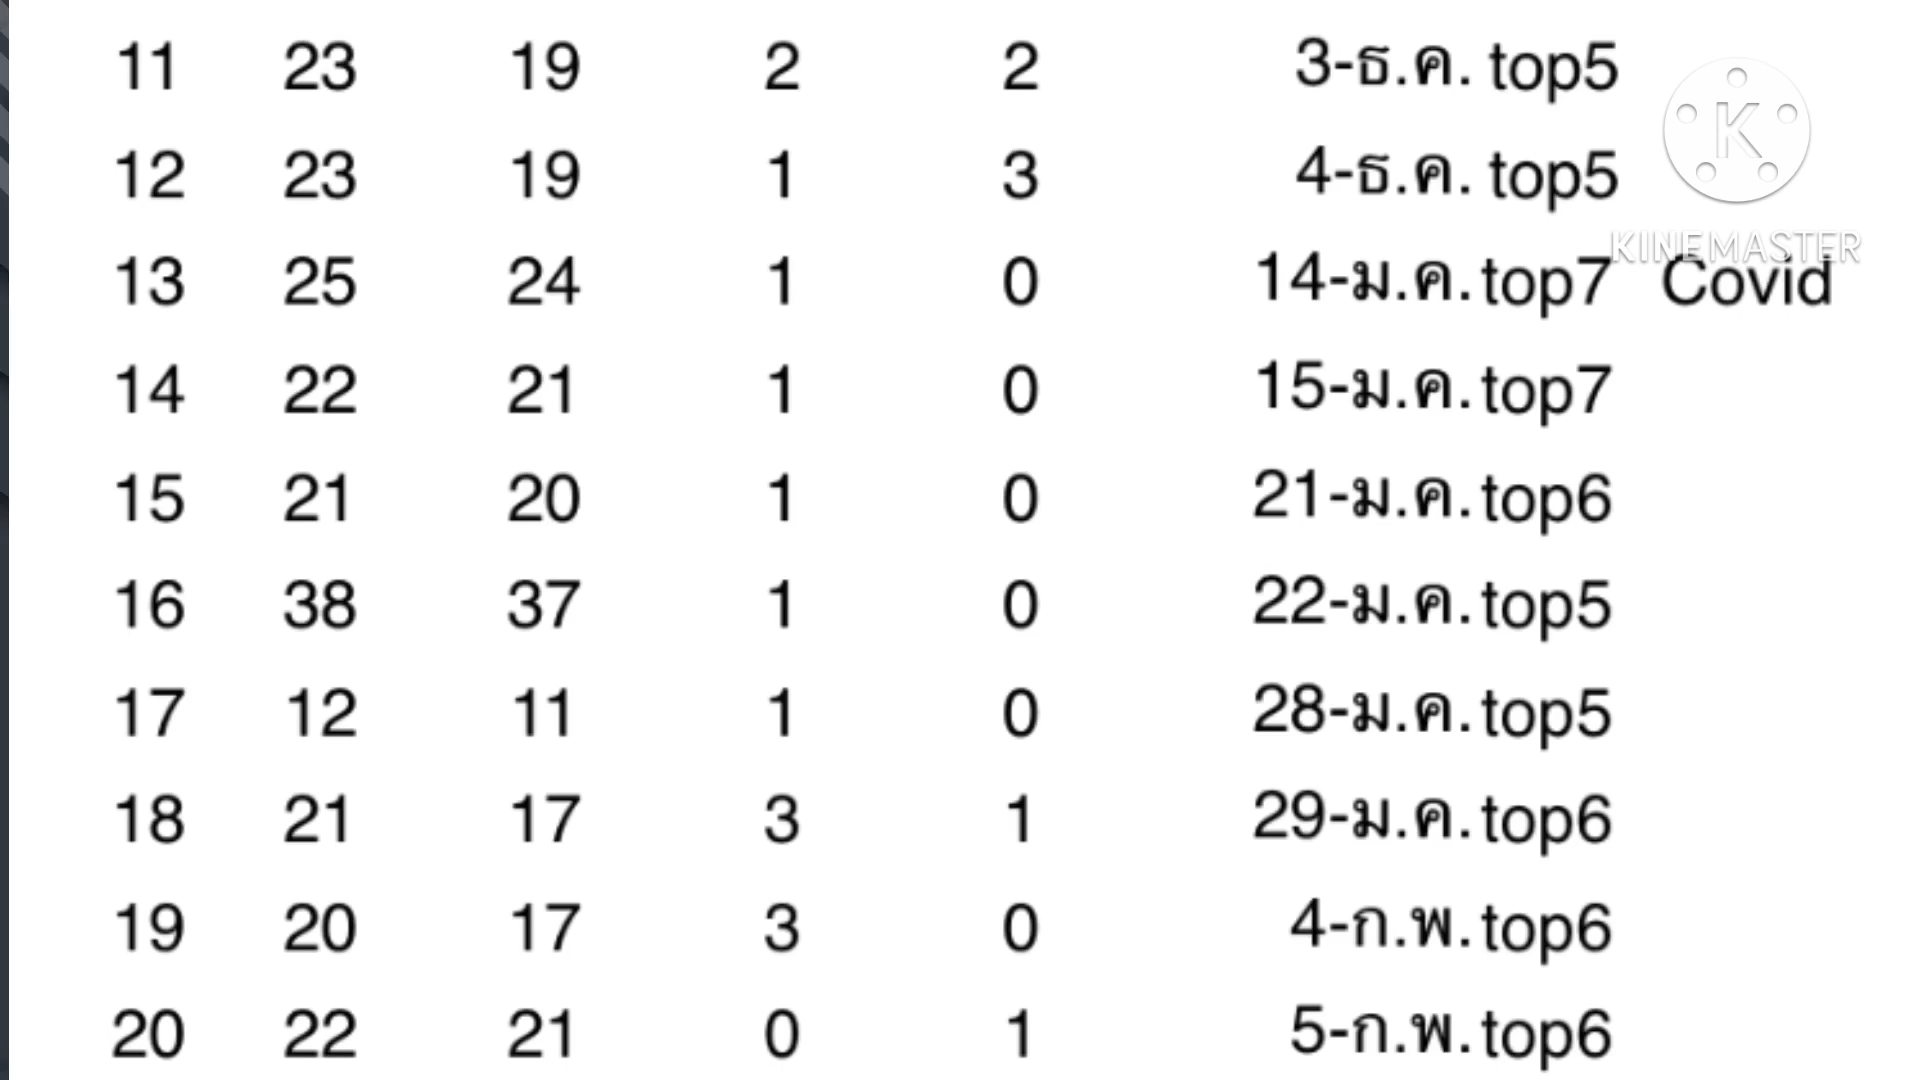 11 23 19 2 2 3-ธ.ค. top5
12 23 19 1 3 4-ธ.ค. top5
K
KINEMASTER
13 25 24 1 0 14-ม.ค. top7 Covid
14 22 21 1 0 15-ม.ค. top7
15 21 20 1 0 21-ม.ค. top6
16 38 37 1 0 22-ม.ค. top5
17 12 11 1 0 28-ม.ค. top5
18 21 17 3 1 29-ม.ค. top6
19 20 17 3 0 4-ก.พ. top6
20 22 21 0 1 5-ก.พ. top6